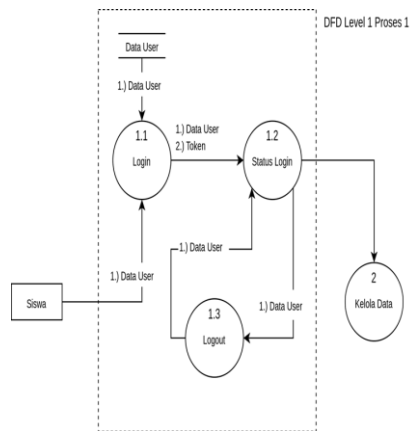 DFD Level 1 Proses 1
Data User
1.) Data User
1.1
Login
1.) Data User
2.) Token
1.2
Status Login
1.) Data User
Siswa
1.) Data User
1.3
Logout
1.) Data User
2
Kelola Data